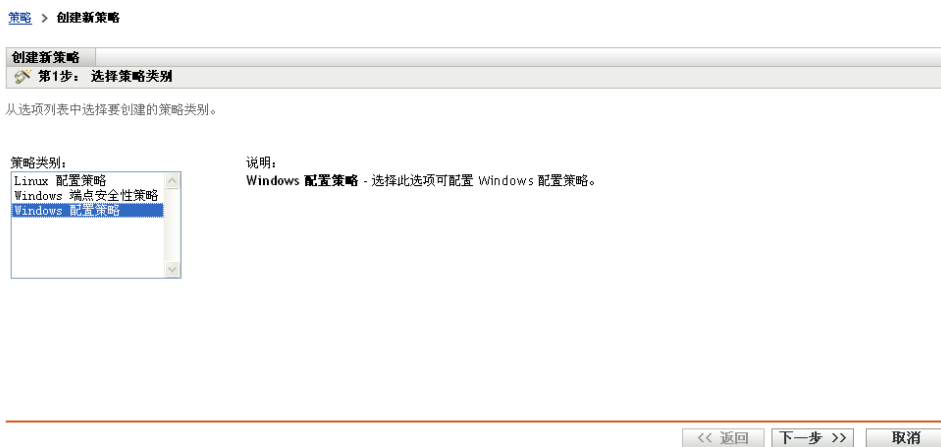 策略 > 创建新策略
创建新策略
第1步： 选择策略类别
从选项列表中选择要创建的策略类别。
策略类别：
Linux 配置策略
Windows 端点安全性策略
Windows 配置策略
说明：
Windows 配置策略 - 选择此选项可配置 Windows 配置策略。
<< 返回 下一步 >> 取消